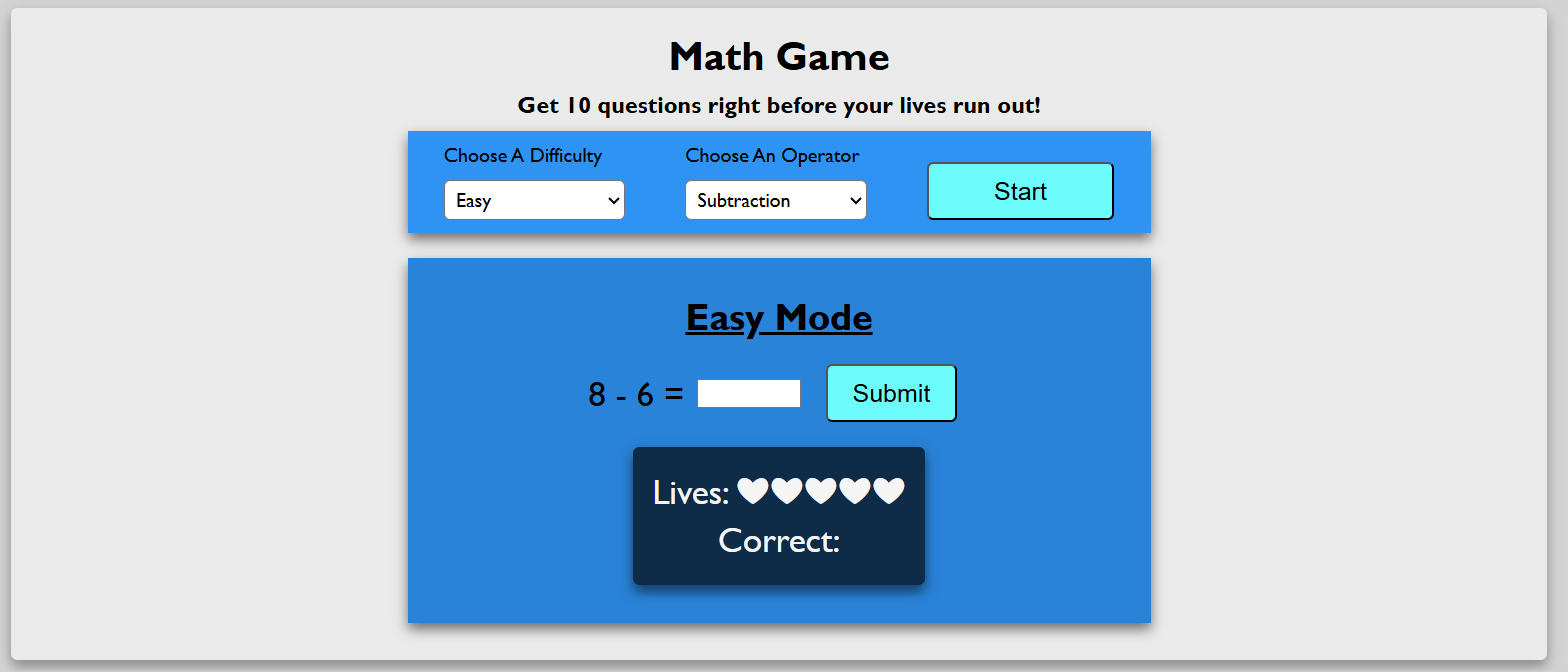 Math Game
Get 10 questions right before your lives run out!
Choose A Difficulty
Choose An Operator
Easy
Subtraction
Start
Easy Mode
8 - 6 =
Submit
Lives:
Correct: